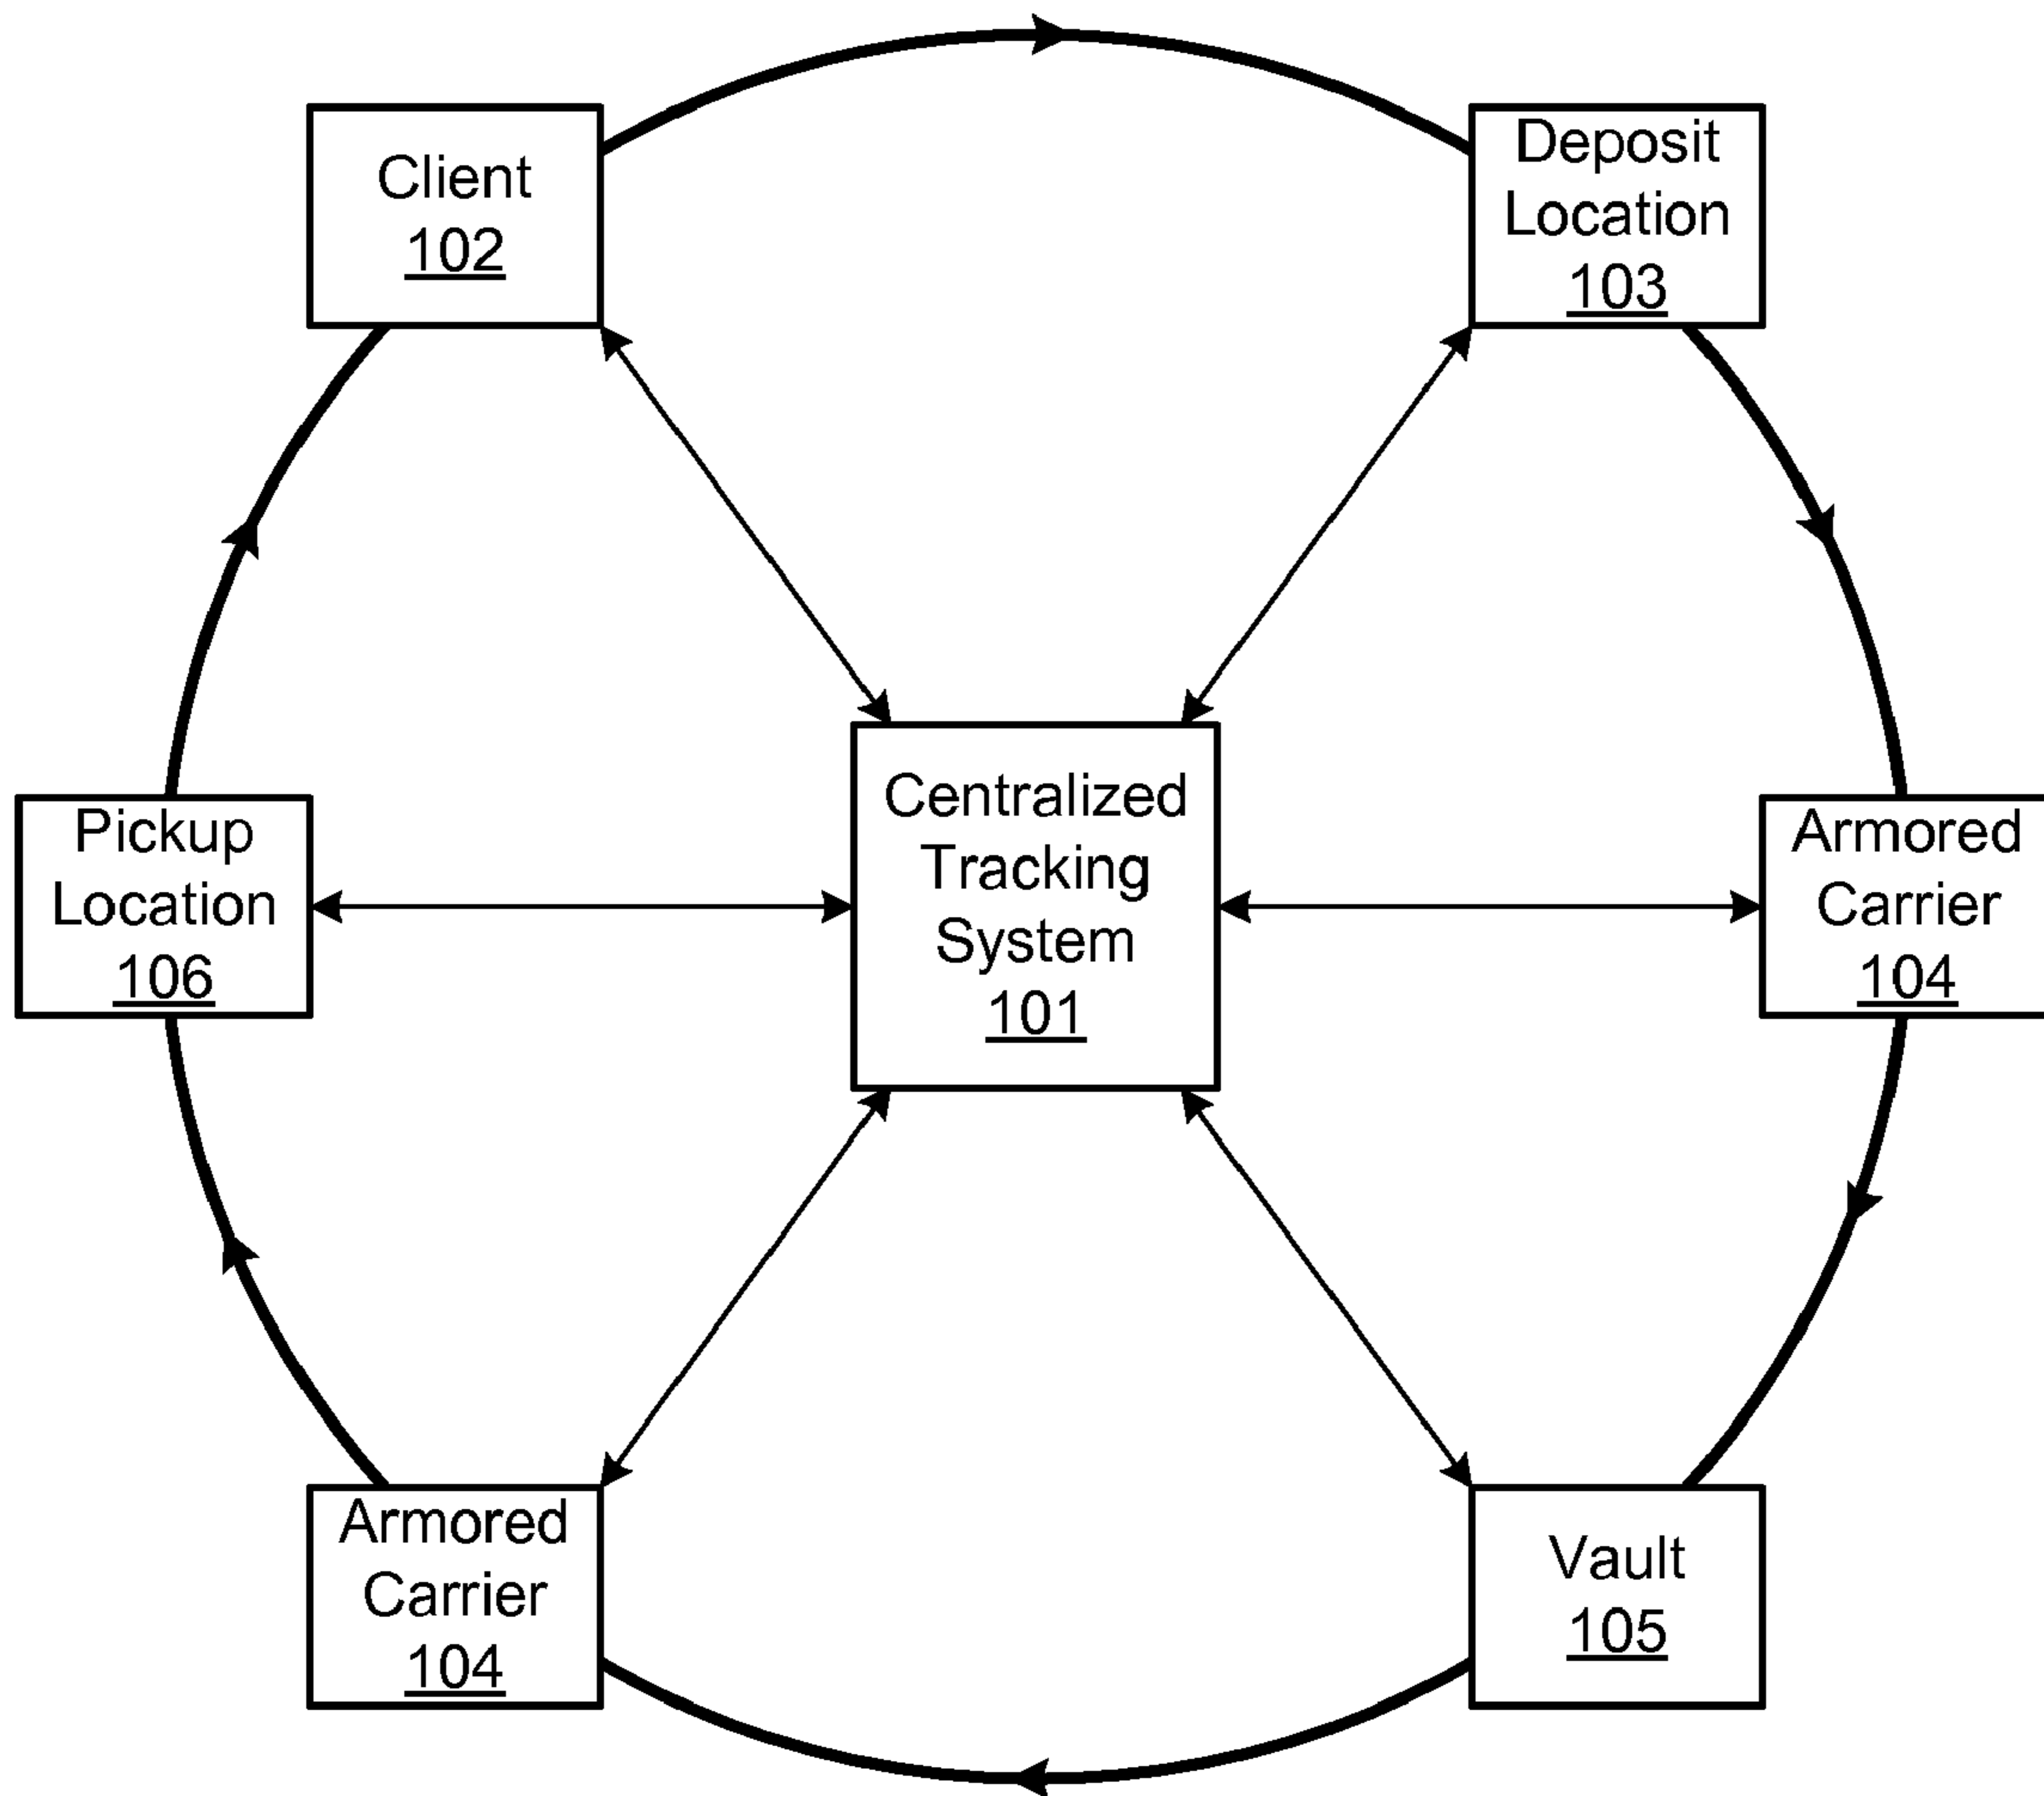 Client
102
Deposit
Location
103
Pickup
Location
106
Centralized
Tracking
System
101
Armored
Carrier
104
Armored
Carrier
104
Vault
105